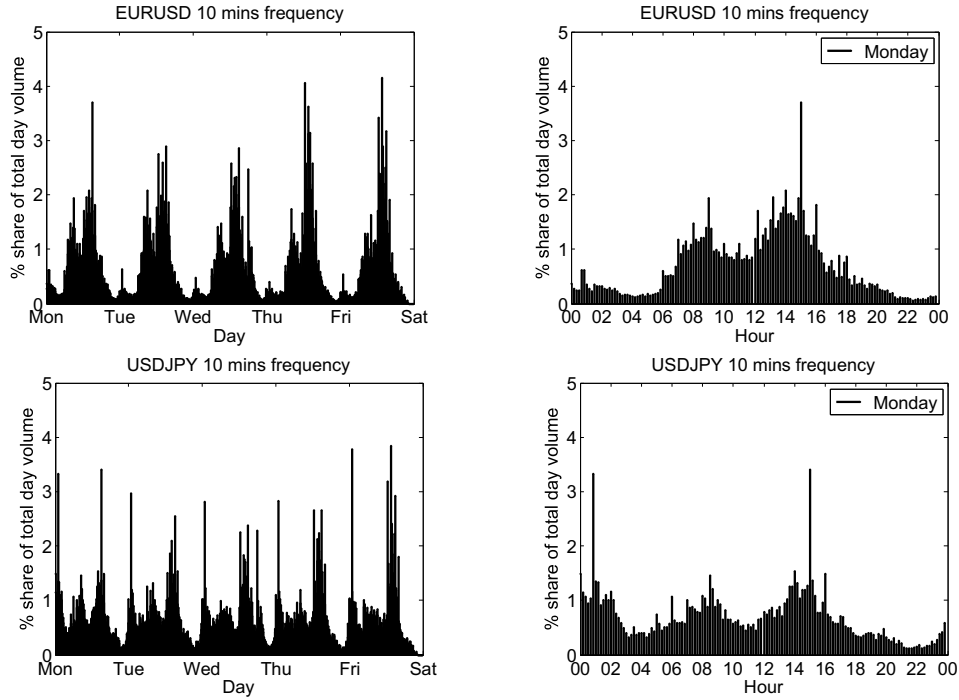 EURUSD 10 mins frequency
5
4
3
2
1
0
% share of total day volume
Mon Tue Wed Thu Fri Sat
Day
EURUSD 10 mins frequency
Monday
5
4
3
2
1
0
% share of total day volume
00 02 04 06 08 10 12 14 16 18 20 22 00
Hour
USDJPY 10 mins frequency
5
4
3
2
1
0
% share of total day volume
Mon Tue Wed Thu Fri Sat
Day
USDJPY 10 mins frequency
Monday
5
4
3
2
1
0
% share of total day volume
00 02 04 06 08 10 12 14 16 18 20 22 00
Hour